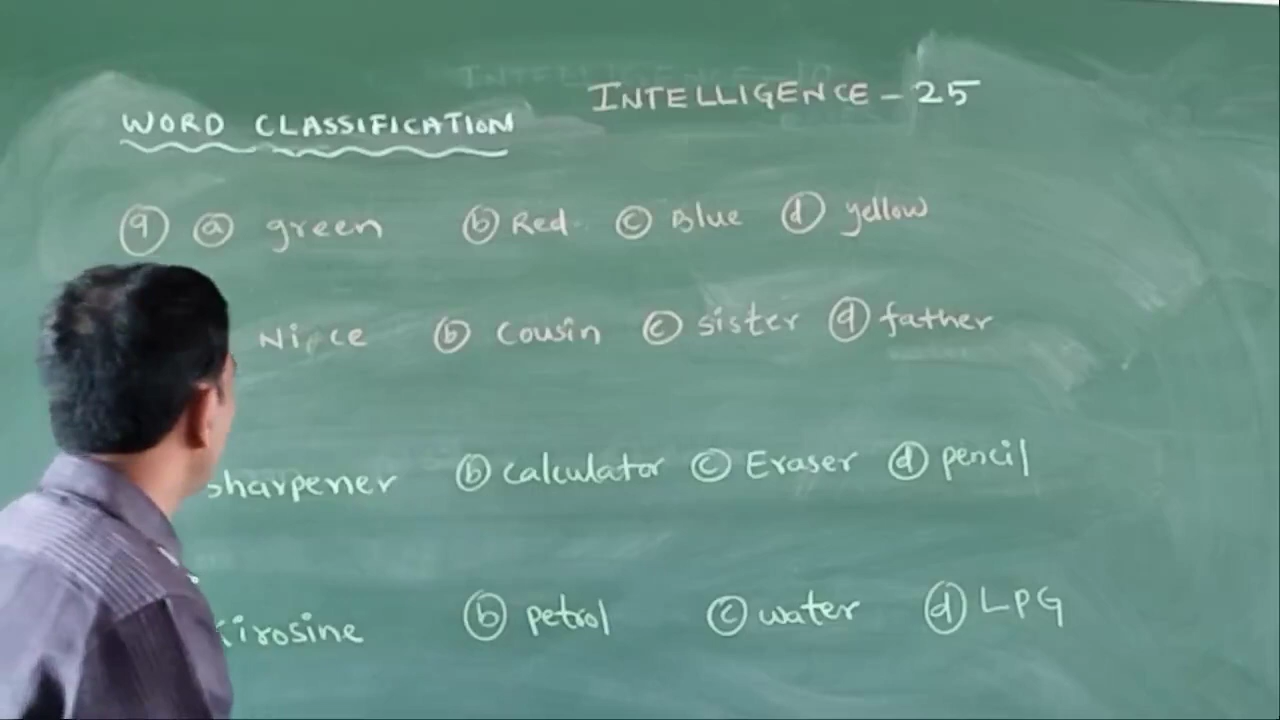 INTELLIGENCE - 25
WORD CLASSIFICATION
9 a green b Red c Blue d yellow
Niece b Cousin c sister d father
sharpener b calculator c Eraser d pencil
Kirosine b petrol c water d LPG